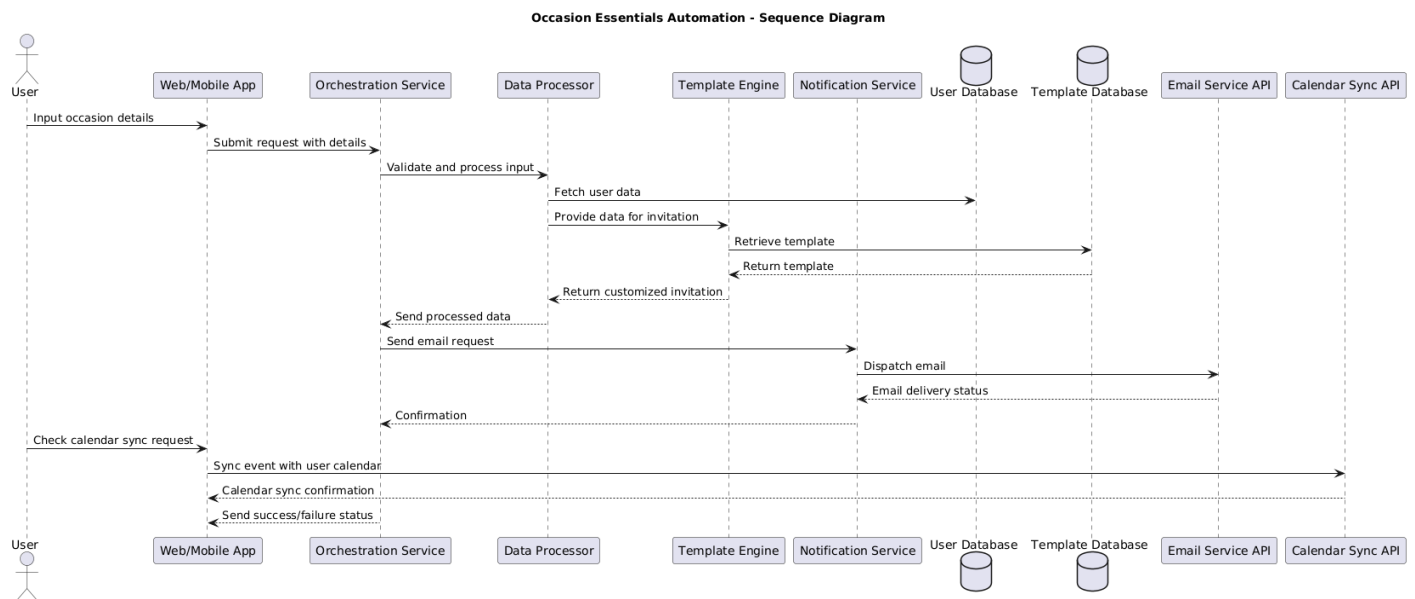 Occasion Essentials Automation - Sequence Diagram
User
Web/Mobile App
Orchestration Service
Data Processor
Template Engine
Notification Service
User Database
Template Database
Email Service API
Calendar Sync API
Input occasion details
Submit request with details
Validate and process input
Fetch user data
Provide data for invitation
Retrieve template
Return template
Return customized invitation
Send processed data
Send email request
Dispatch email
Email delivery status
Confirmation
Check calendar sync request
Sync event with user calendar
Calendar sync confirmation
Send success/failure status
User
Web/Mobile App
Orchestration Service
Data Processor
Template Engine
Notification Service
User Database
Template Database
Email Service API
Calendar Sync API